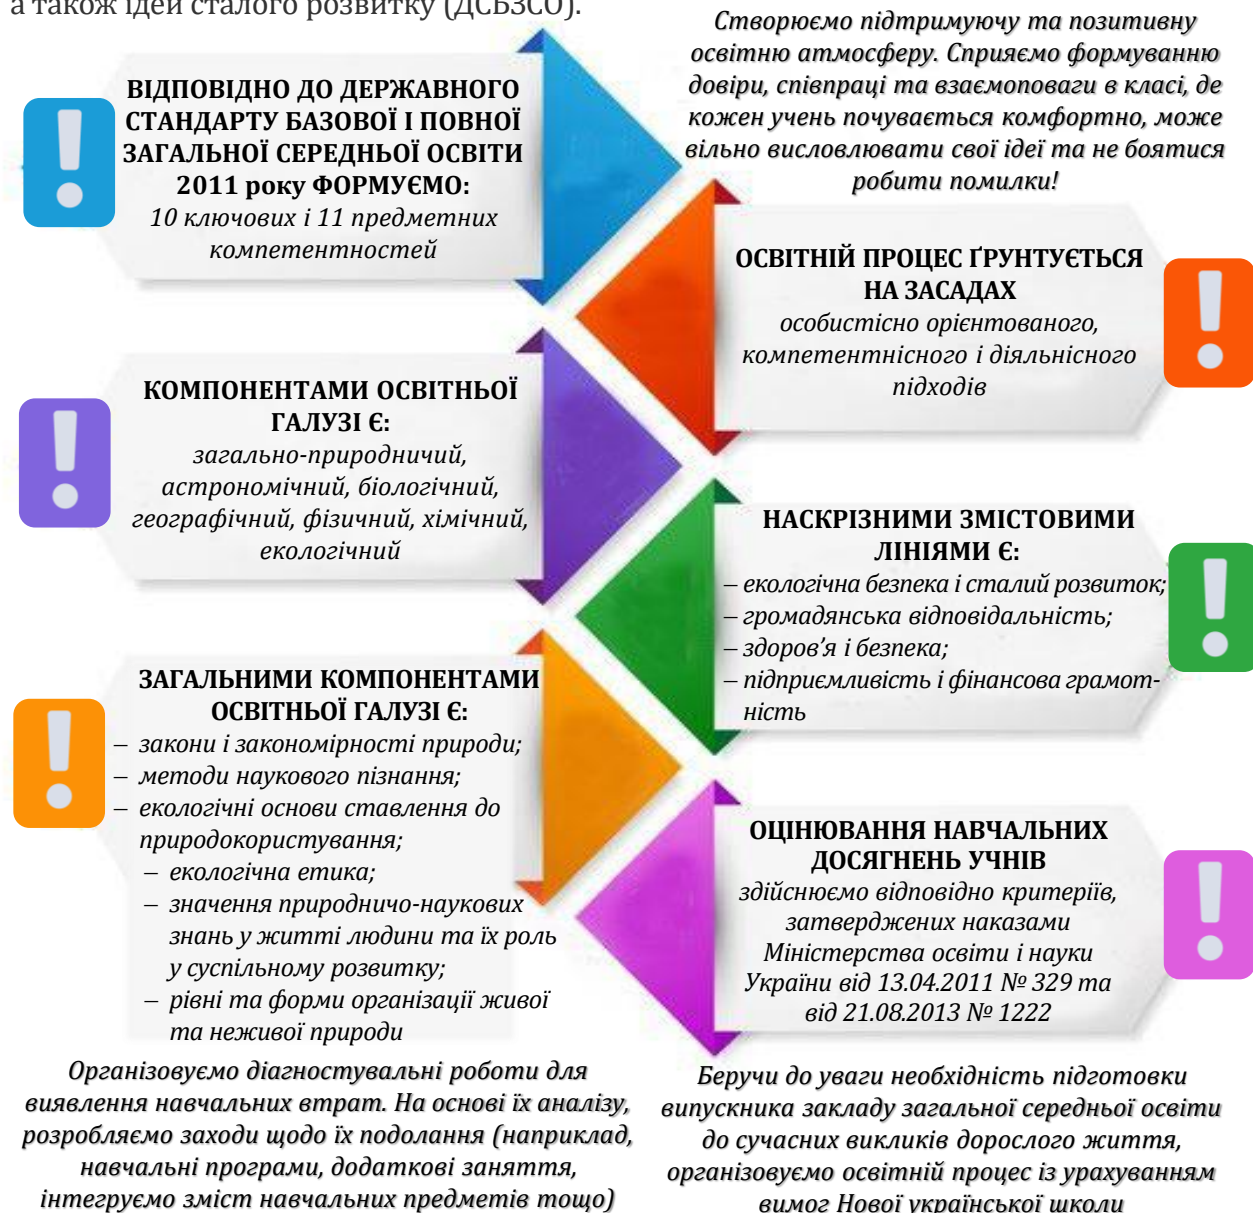 а також ідеї сталого розвитку (ДСБЗСО).
Створюємо підтримуючу та позитивну
освітню атмосферу. Сприяємо формуванню
довіри, співпраці та взаємоповаги в класі, де
кожен учень почувається комфортно, може
вільно висловлювати свої ідеї та не боятися
робити помилки!
ВІДПОВІДНО ДО ДЕРЖАВНОГО
СТАНДАРТУ БАЗОВОЇ І ПОВНОЇ
ЗАГАЛЬНОЇ СЕРЕДНЬОЇ ОСВІТИ
2011 року ФОРМУЄМО:
10 ключових і 11 предметних
компетентностей
ОСВІТНІЙ ПРОЦЕС ҐРУНТУЄТЬСЯ
НА ЗАСАДАХ
особистісно орієнтованого,
компетентнісного і діяльнісного
підходів
КОМПОНЕНТАМИ ОСВІТНЬОЇ
ГАЛУЗІ Є:
загально-природничий,
астрономічний, біологічний,
географічний, фізичний, хімічний,
екологічний
НАСКРІЗНИМИ ЗМІСТОВИМИ
ЛІНІЯМИ Є:
– екологічна безпека і сталий розвиток;
– громадянська відповідальність;
– здоров’я і безпека;
– підприємливість і фінансова грамот-
ність
ЗАГАЛЬНИМИ КОМПОНЕНТАМИ
ОСВІТНЬОЇ ГАЛУЗІ Є:
– закони і закономірності природи;
– методи наукового пізнання;
– екологічні основи ставлення до
природокористування;
– екологічна етика;
– значення природничо-наукових
знань у житті людини та їх роль
у суспільному розвитку;
– рівні та форми організації живої
та неживої природи
ОЦІНЮВАННЯ НАВЧАЛЬНИХ
ДОСЯГНЕНЬ УЧНІВ
здійснюємо відповідно критеріїв,
затверджених наказами
Міністерства освіти і науки
України від 13.04.2011 № 329 та
від 21.08.2013 № 1222
Організовуємо діагностувальні роботи для
виявлення навчальних втрат. На основі їх аналізу,
розробляємо заходи щодо їх подолання (наприклад,
навчальні програми, додаткові заняття,
інтегруємо зміст навчальних предметів тощо)
Беручи до уваги необхідність підготовки
випускника закладу загальної середньої освіти
до сучасних викликів дорослого життя,
організовуємо освітній процес із урахуванням
вимог Нової української школи